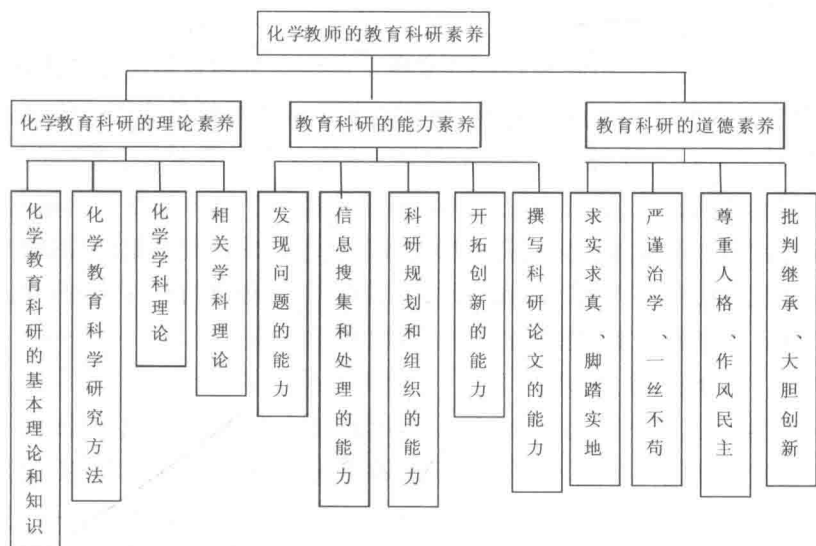 化学教师的教育科研素养
化学教育科研的理论素养
教育科研的能力素养
教育科研的道德素养
化学教育科研的基本理论和知识
化学教育科学研究方法
化学学科理论
相关学科理论
发现问题的能力
信息搜集和处理的能力
科研规划和组织的能力
开拓创新的能力
撰写科研论文的能力
求实求真、脚踏实地
严谨治学、一丝不苟
尊重人格、作风民主
批判继承、大胆创新